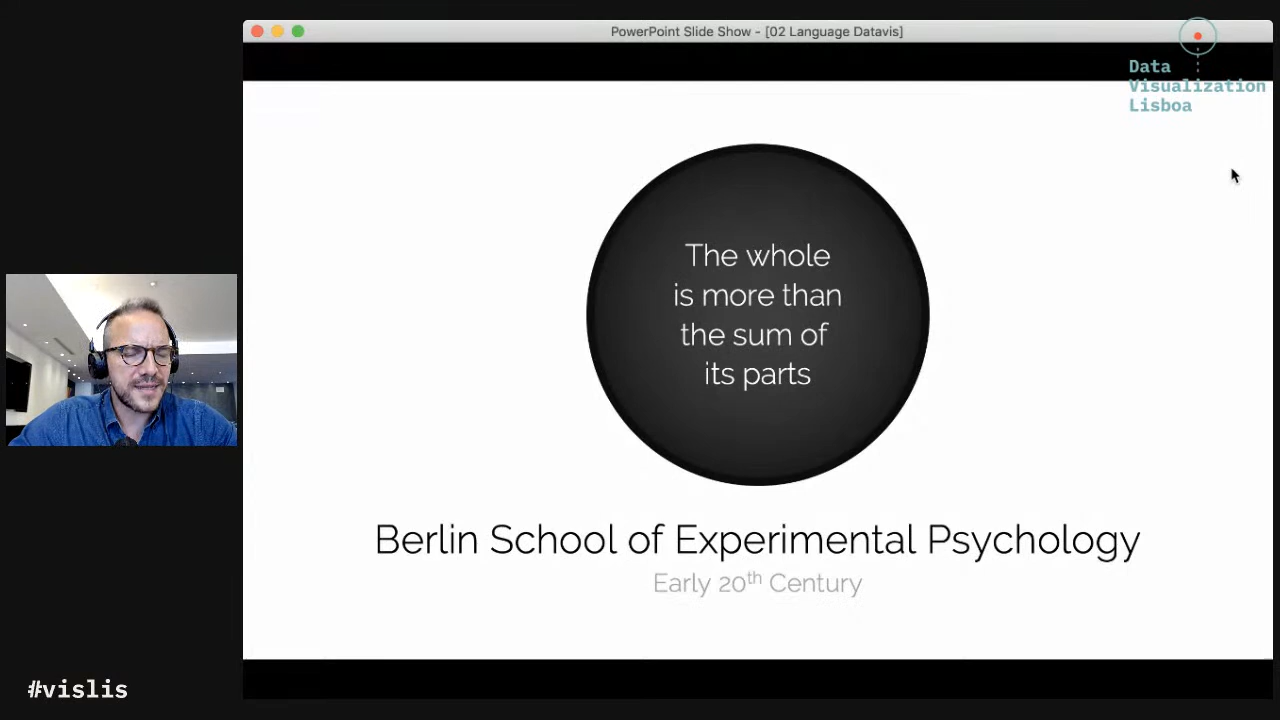 PowerPoint Slide Show - [02 Language Datavis]
Data
Visualization
Lisboa
The whole
is more than
the sum of
its parts
Berlin School of Experimental Psychology
Early 20th Century
#vislis